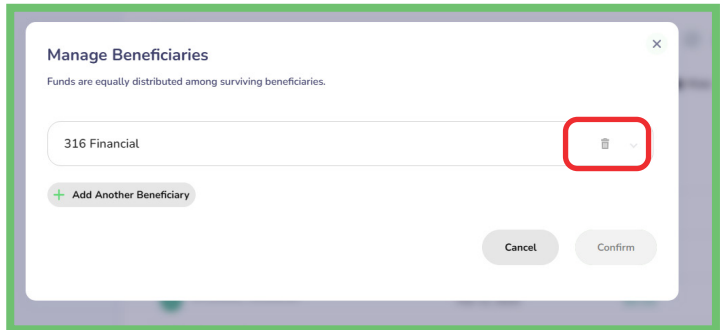 Manage Beneficiaries
Funds are equally distributed among surviving beneficiaries.
316 Financial
Add Another Beneficiary
Cancel
Confirm